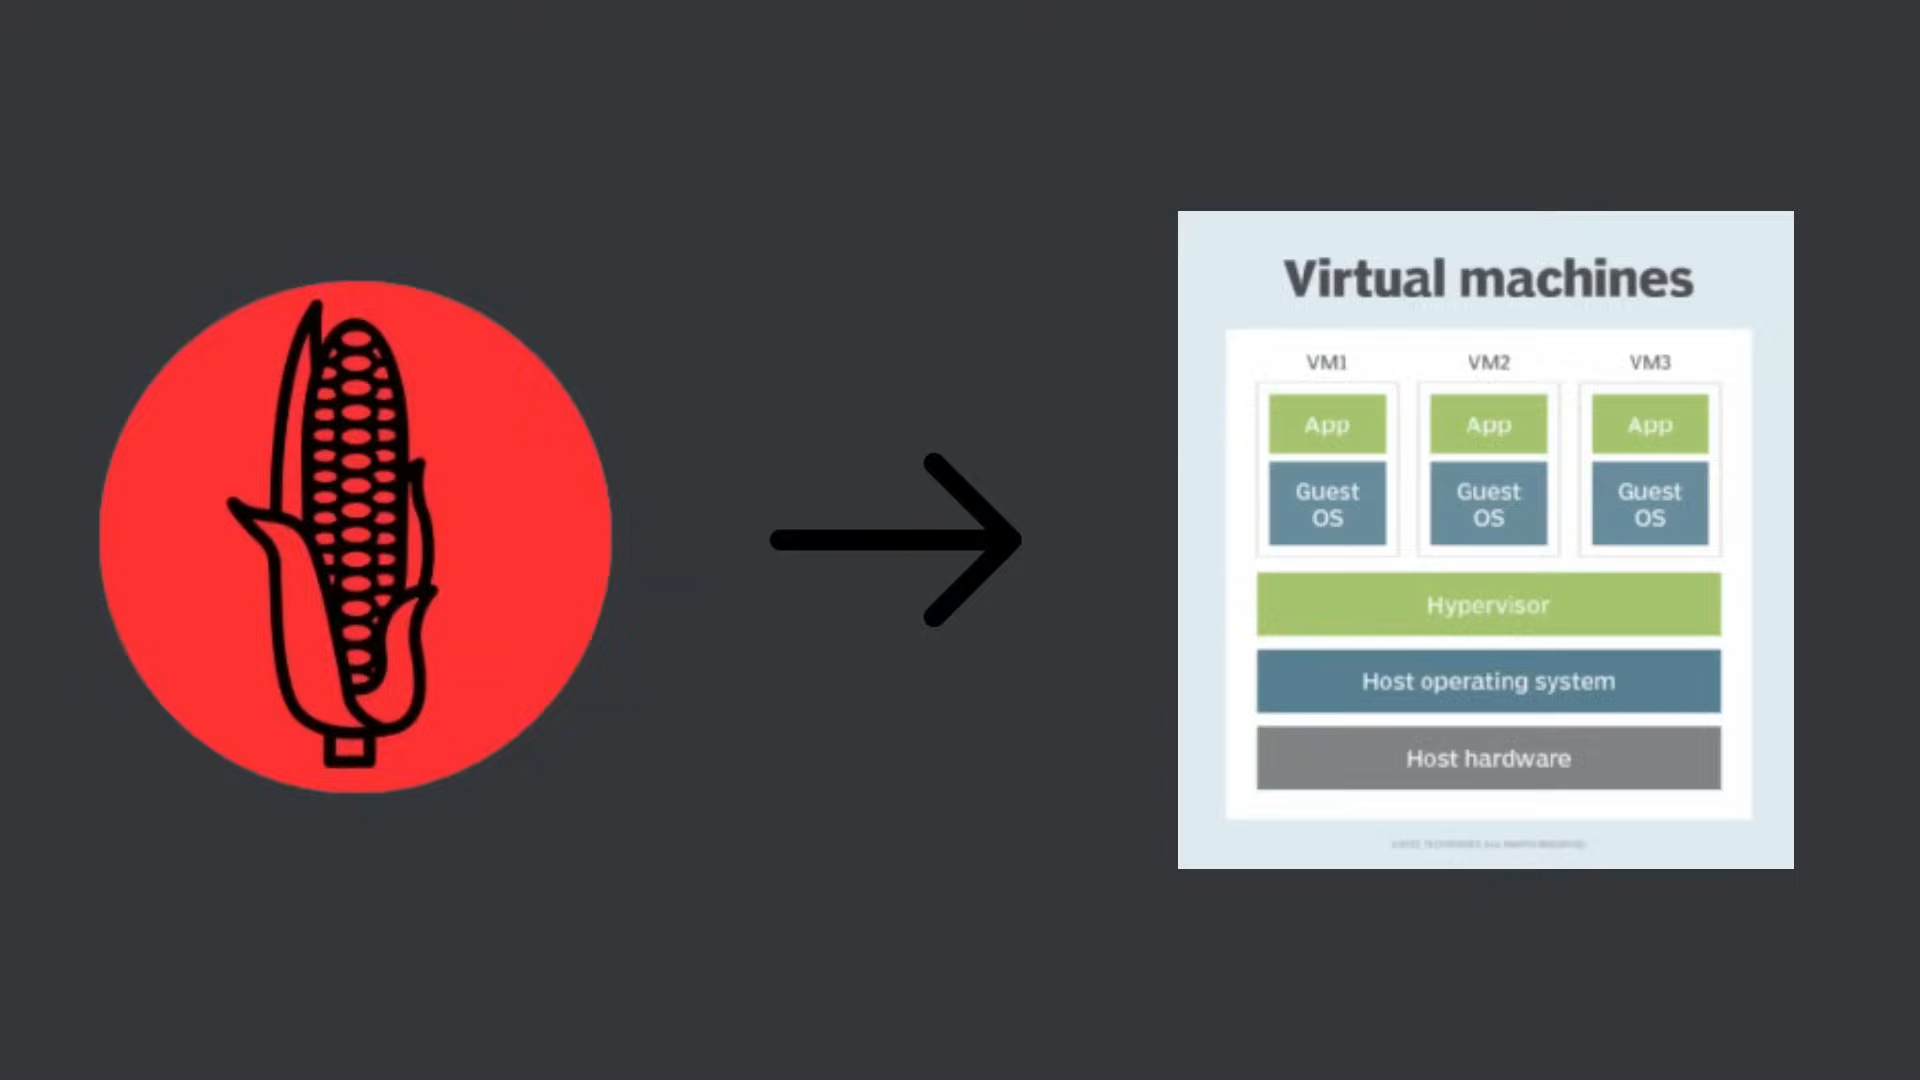 Virtual machines
VM1 VM2 VM3
App App App
Guest Guest Guest
OS OS OS
Hypervisor
Host operating system
Host hardware